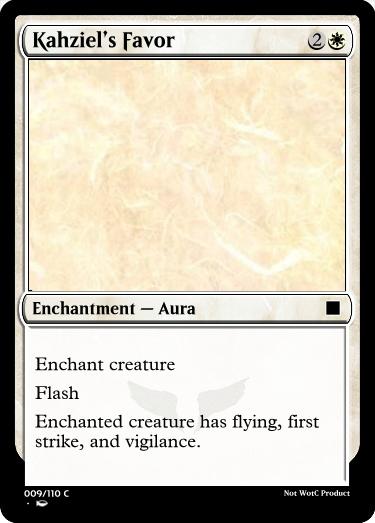 Kahziel's Favor 2
Enchantment — Aura
Enchant creature
Flash
Enchanted creature has flying, first
strike, and vigilance.
009/110 C
Not WotC Product